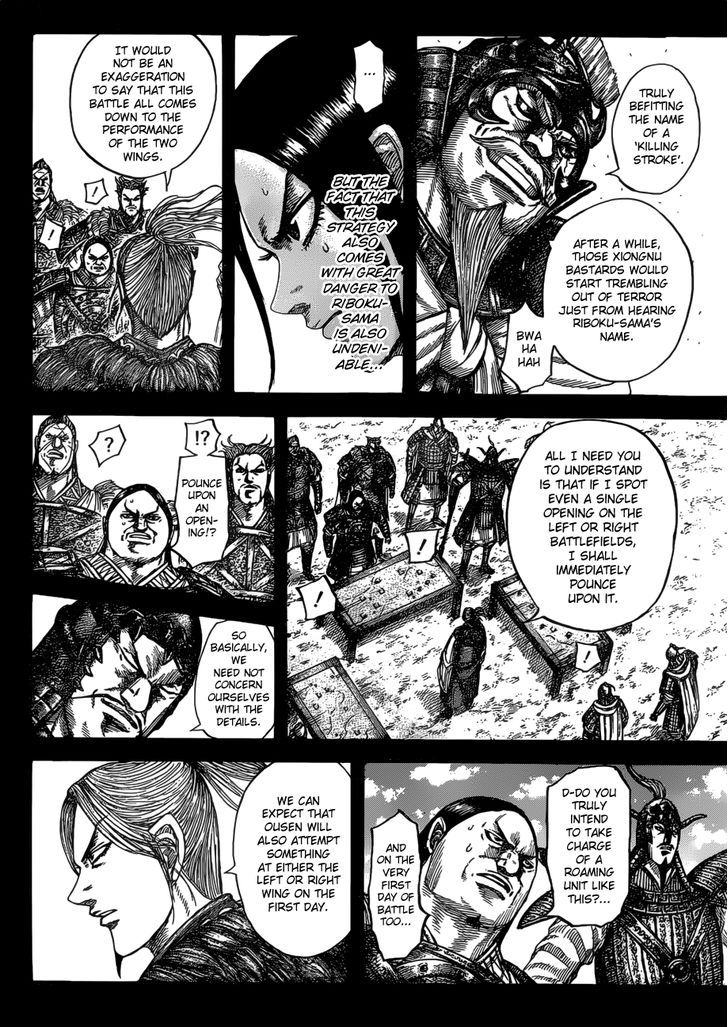 TRULY
BEFITTING
THE NAME
OF A
'KILLING
STROKE'.
AFTER A WHILE,
THOSE XIONGNU
BASTARDS WOULD
START TREMBLING
OUT OF TERROR
JUST FROM HEARING
RIBOKU-SAMA'S
NAME.
BWA
HA
HAH
...
BUT THE
FACT THAT
THIS
STRATEGY
ALSO
COMES
WITH GREAT
DANGER TO
RIBOKU-
SAMA
IS ALSO
UNDENI-
ABLE...
IT WOULD
NOT BE AN
EXAGGERATION
TO SAY THAT THIS
BATTLE ALL COMES
DOWN TO THE
PERFORMANCE
OF THE TWO
WINGS.
!
!
ALL I NEED YOU
TO UNDERSTAND
IS THAT IF I SPOT
EVEN A SINGLE
OPENING ON THE
LEFT OR RIGHT
BATTLEFIELDS,
I SHALL
IMMEDIATELY
POUNCE
UPON IT.
!
!
!
!?
POUNCE
UPON
AN
OPEN-
ING!?
?
SO
BASICALLY,
WE
NEED NOT
CONCERN
OURSELVES
WITH THE
DETAILS.
D-DO YOU
TRULY
INTEND
TO TAKE
CHARGE
OF A
ROAMING
UNIT LIKE
THIS?...
AND
ON THE
VERY
FIRST
DAY OF
BATTLE
TOO...
WE CAN
EXPECT THAT
OUSEN WILL
ALSO ATTEMPT
SOMETHING
AT EITHER THE
LEFT OR RIGHT
WING ON THE
FIRST DAY.